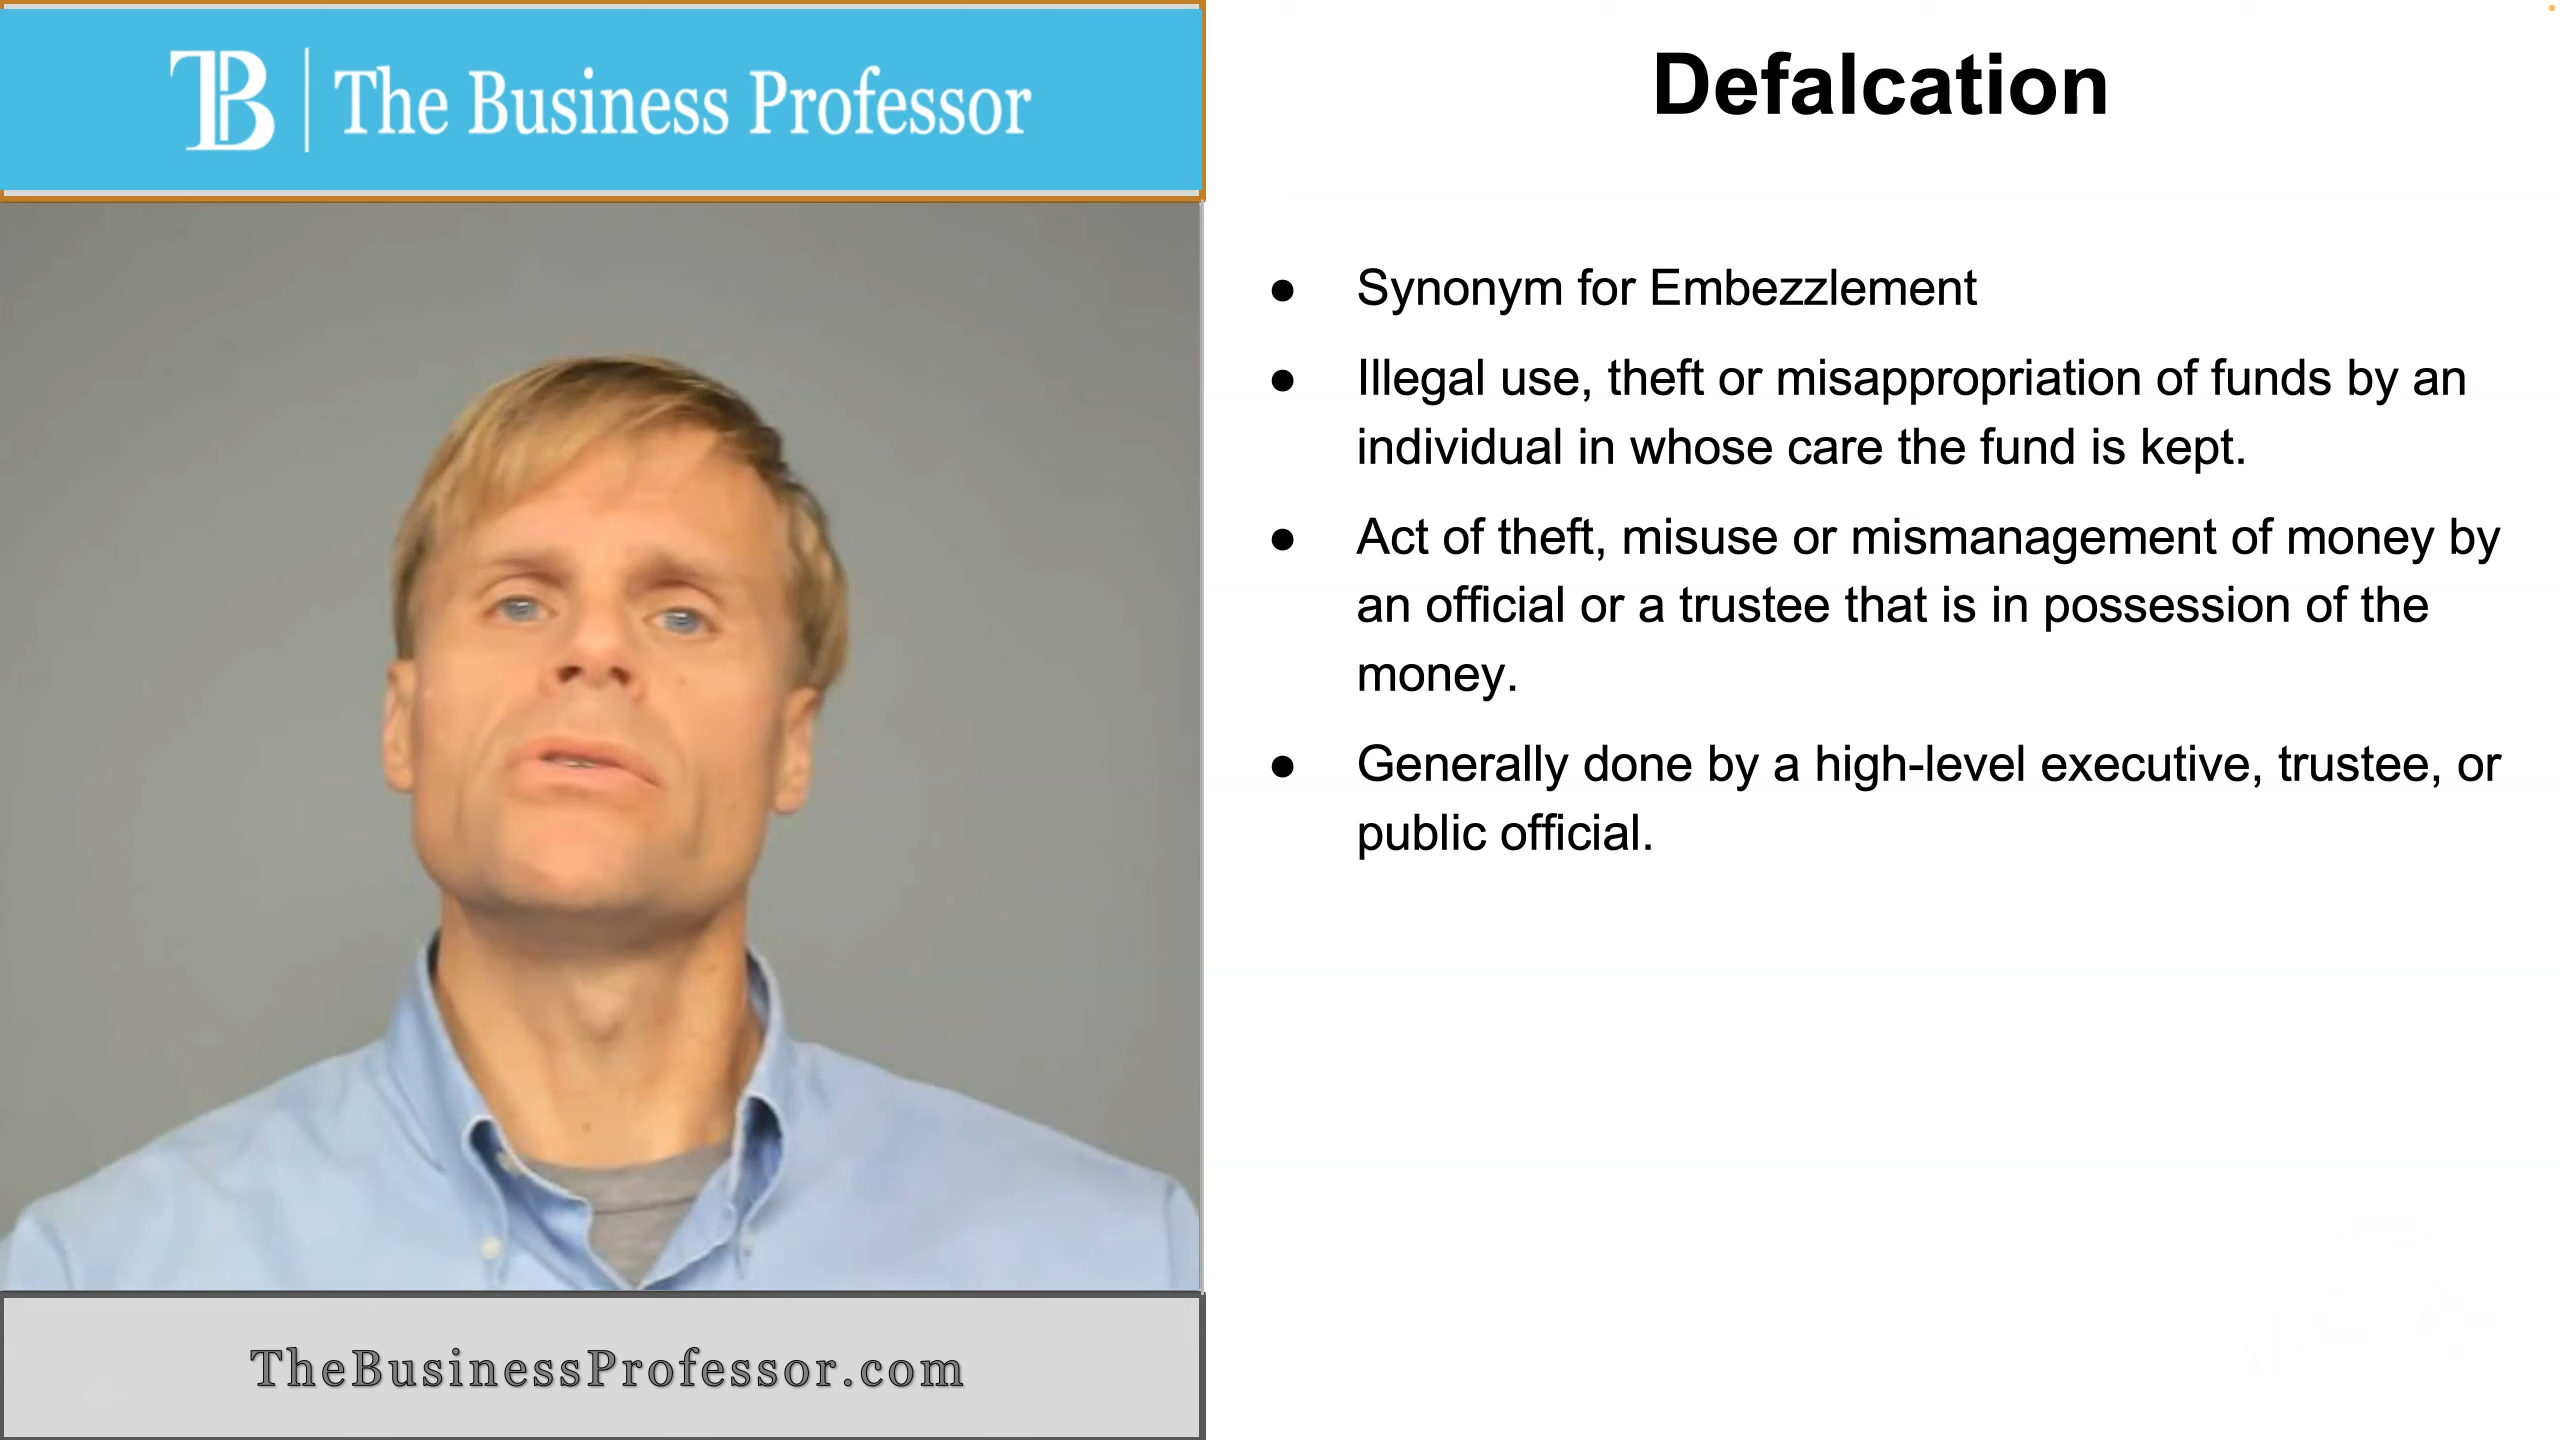 TB The Business Professor
Defalcation
● Synonym for Embezzlement
● Illegal use, theft or misappropriation of funds by an
individual in whose care the fund is kept.
● Act of theft, misuse or mismanagement of money by
an official or a trustee that is in possession of the
money.
● Generally done by a high-level executive, trustee, or
public official.
TheBusinessProfessor.com